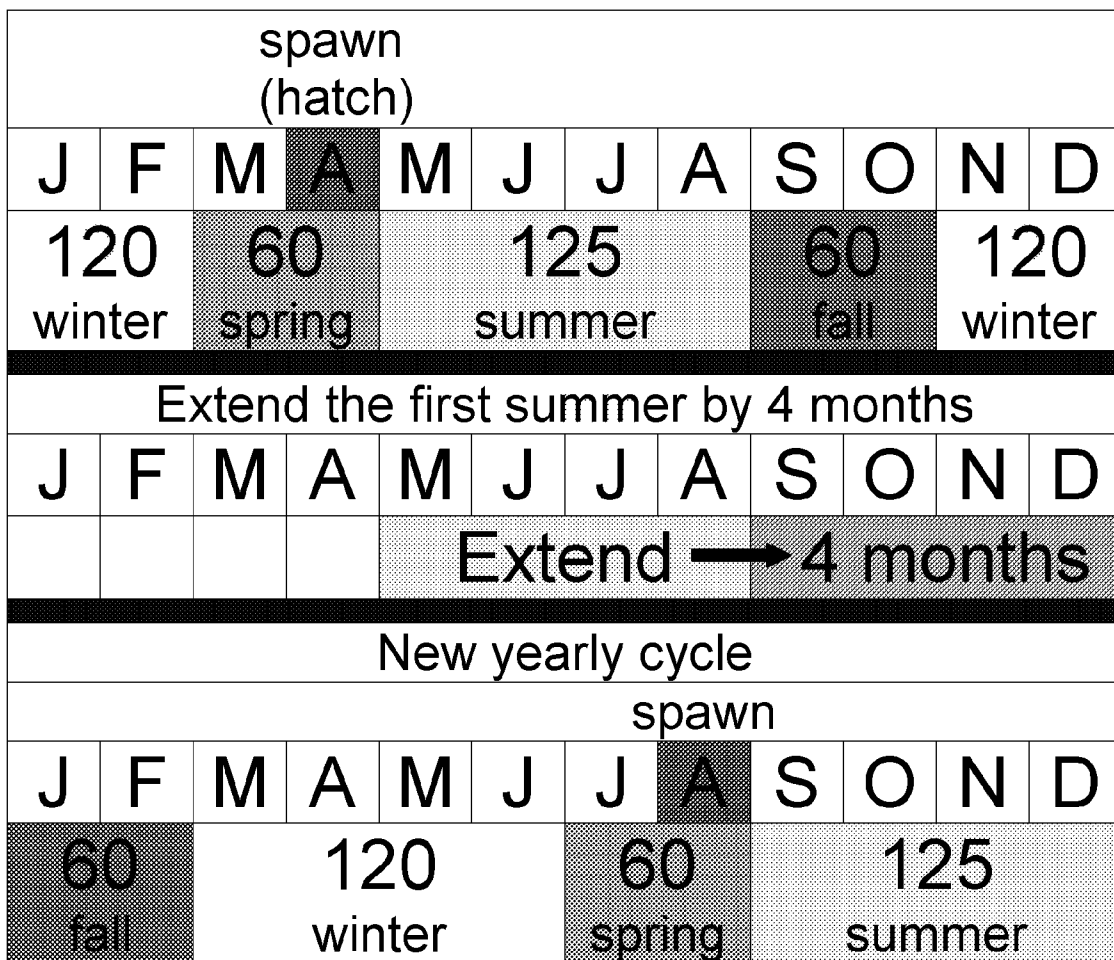 spawn
(hatch)
J F M A M J J A S O N D
120 60 125 60 120
winter spring summer fall winter
Extend the first summer by 4 months
J F M A M J J A S O N D
Extend 4 months
New yearly cycle
spawn
J F M A M J J A S O N D
60 120 60 125
fall winter spring summer